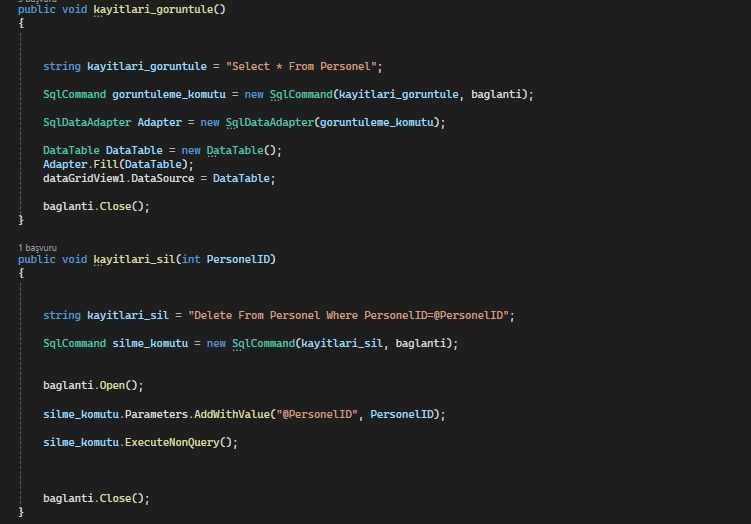 public void kayitlari_goruntule()
{
string kayitlari_goruntule = "Select * From Personel";
SqlCommand goruntuleme_komutu = new SqlCommand(kayitlari_goruntule, baglanti);
SqlDataAdapter Adapter = new SqlDataAdapter(goruntuleme_komutu);
DataTable DataTable = new DataTable();
Adapter.Fill(DataTable);
dataGridView1.DataSource = DataTable;
baglanti.Close();
}
1 başvuru
public void kayitlari_sil(int PersonelID)
{
string kayitlari_sil = "Delete From Personel Where PersonelID=@PersonelID";
SqlCommand silme_komutu = new SqlCommand(kayitlari_sil, baglanti);
baglanti.Open();
silme_komutu.Parameters.AddWithValue("@PersonelID", PersonelID);
silme_komutu.ExecuteNonQuery();
baglanti.Close();
}